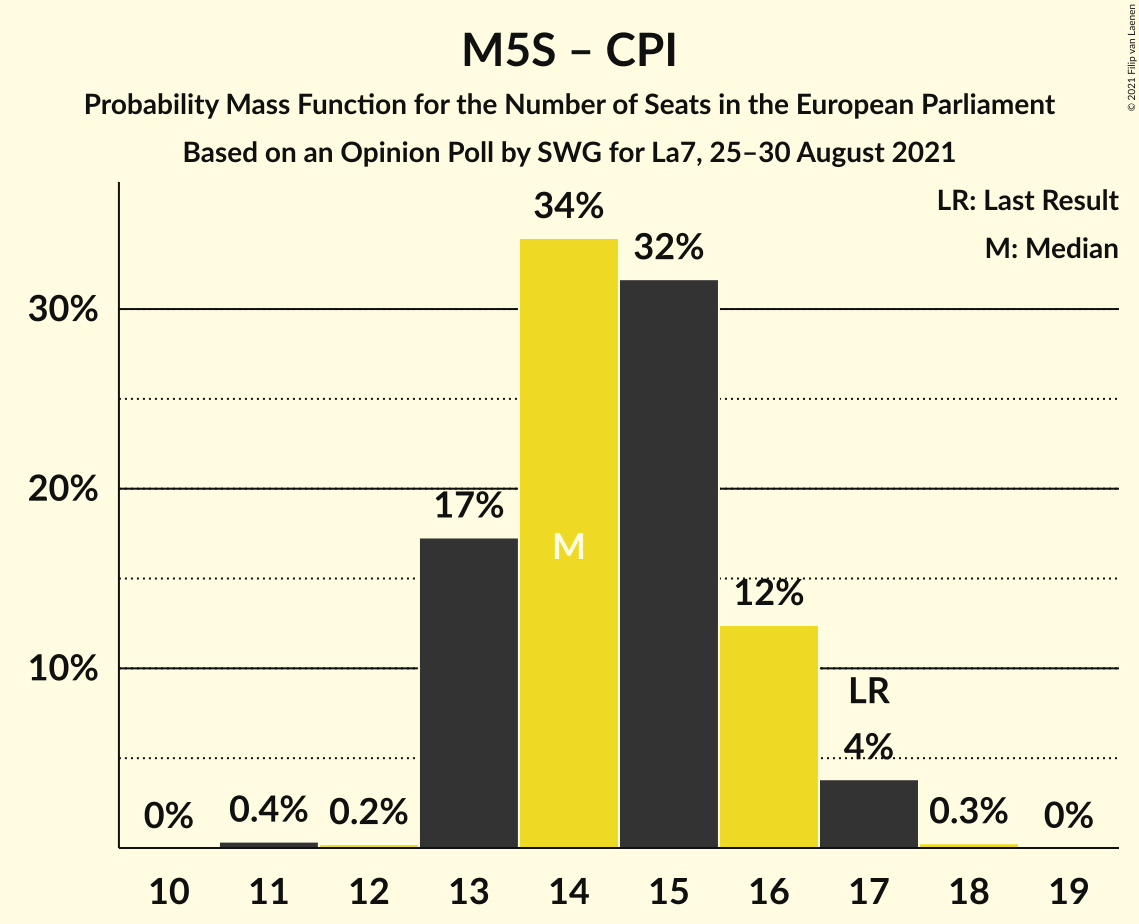 M5S – CPI
Probability Mass Function for the Number of Seats in the European Parliament
Based on an Opinion Poll by SWG for La7, 25–30 August 2021
© 2021 Filip van Laenen
LR: Last Result
M: Median
30%
20%
10%
0%
0.4%
0.2%
17%
34%
M
32%
12%
LR
4%
0.3%
0%
10 11 12 13 14 15 16 17 18 19